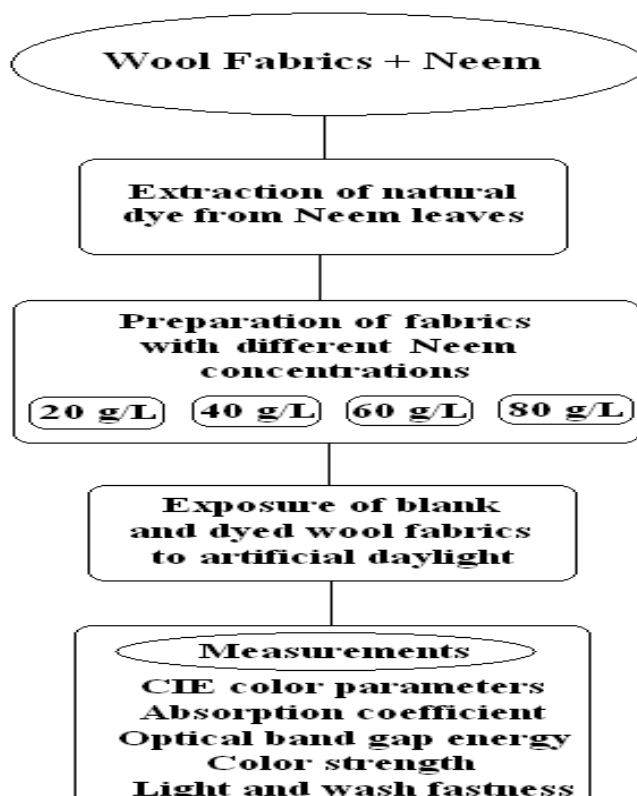 Wool Fabrics + Neem
Extraction of natural
dye from Neem leaves
Preparation of fabrics
with different Neem
concentrations
20 g/L 40 g/L 60 g/L 80 g/L
Exposure of blank
and dyed wool fabrics
to artificial daylight
Measurements
CIE color parameters
Absorption coefficient
Optical band gap energy
Color strength
Light and wash fastness